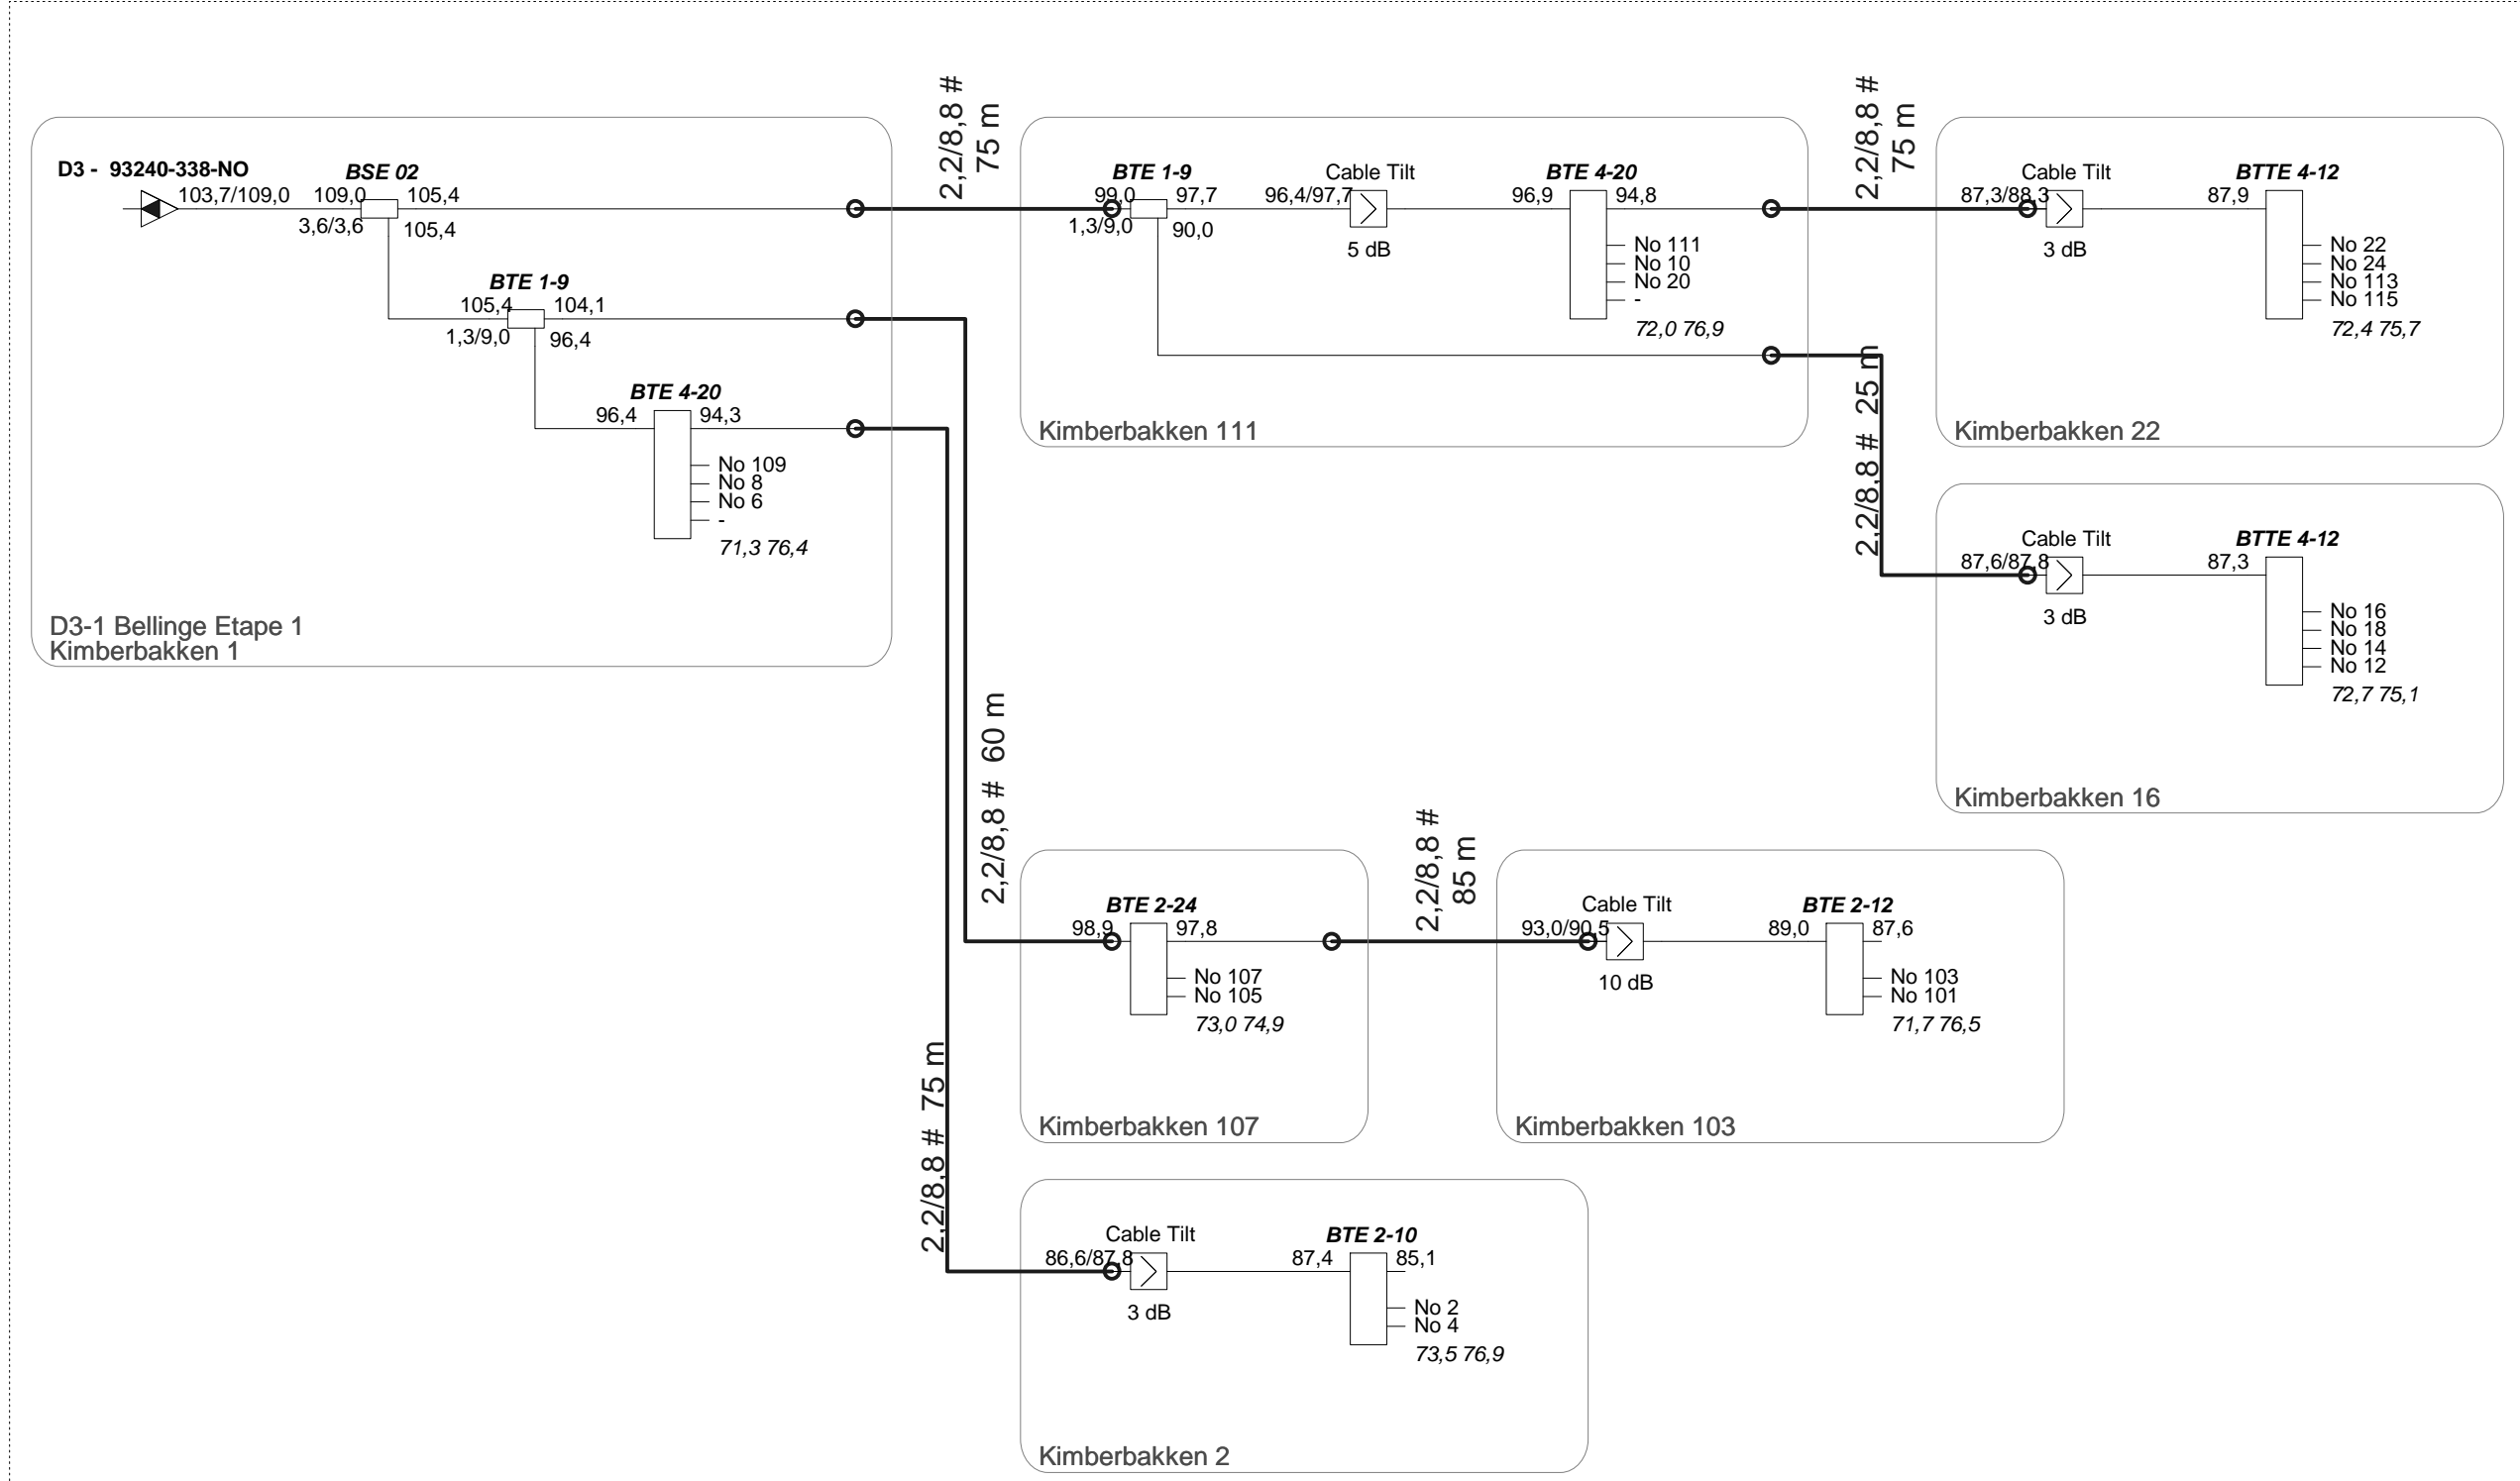 D3 - 93240-338-NO
103,7/109,0
BSE 02
109,0
105,4
3,6/3,6
105,4
BTE 1-9
105,4
104,1
1,3/9,0
96,4
BTE 4-20
96,4
94,3
No 109
No 8
No 6
-
71,3 76,4
D3-1 Bellinge Etape 1
Kimberbakken 1
2,2/8,8 #
75 m
BTE 1-9
99,0
97,7
1,3/9,0
90,0
Cable Tilt
96,4/97,7
5 dB
BTE 4-20
96,9
94,8
No 111
No 10
No 20
-
72,0 76,9
Kimberbakken 111
2,2/8,8 #
75 m
Cable Tilt
87,3/88,3
3 dB
BTTE 4-12
87,9
No 22
No 24
No 113
No 115
72,4 75,7
Kimberbakken 22
2,2/8,8 # 25 m
Cable Tilt
87,6/87,8
3 dB
BTTE 4-12
87,3
No 16
No 18
No 14
No 12
72,7 75,1
Kimberbakken 16
2,2/8,8 # 60 m
BTE 2-24
98,9
97,8
No 107
No 105
73,0 74,9
Kimberbakken 107
2,2/8,8 #
85 m
Cable Tilt
93,0/90,5
10 dB
BTE 2-12
89,0
87,6
No 103
No 101
71,7 76,5
Kimberbakken 103
2,2/8,8 # 75 m
Cable Tilt
86,6/87,8
3 dB
BTE 2-10
87,4
85,1
No 2
No 4
73,5 76,9
Kimberbakken 2